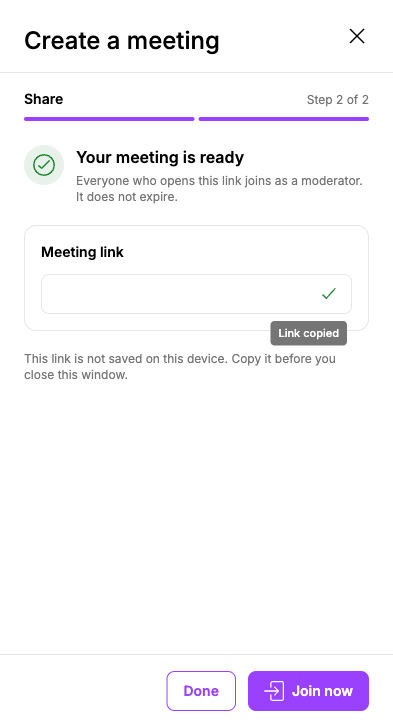 Create a meeting
Share
Step 2 of 2
Your meeting is ready
Everyone who opens this link joins as a moderator.
It does not expire.
Meeting link
Link copied
This link is not saved on this device. Copy it before you
close this window.
Done
Join now